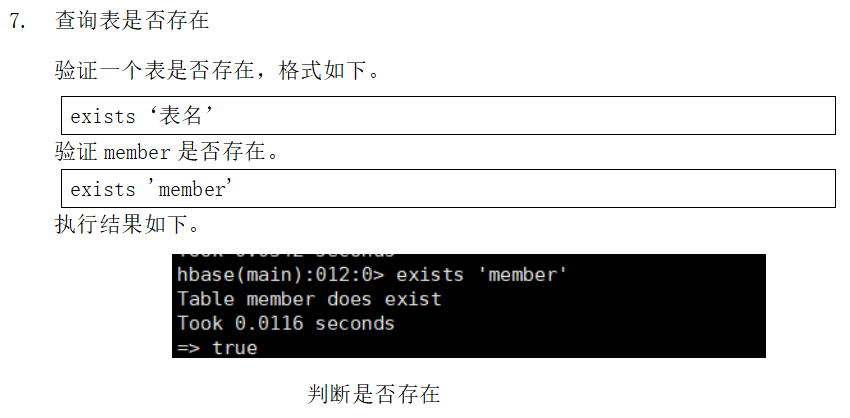 7. 查询表是否存在
验证一个表是否存在，格式如下。
exists ‘表名’
验证 member 是否存在。
exists 'member'
执行结果如下。
hbase(main):012:0> exists 'member'
Table member does exist
Took 0.0116 seconds
=> true
判断是否存在